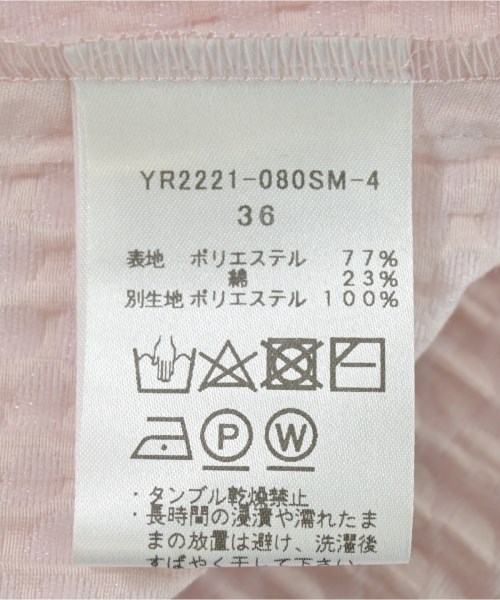 YR2221-080SM-4
36
表地 ポリエステル 77%
綿 23%
別生地 ポリエステル 100%
P W
・タンブル乾燥禁止
・長時間の浸漬や濡れたま
まの放置は避け、洗濯後
すばやく干して下さい